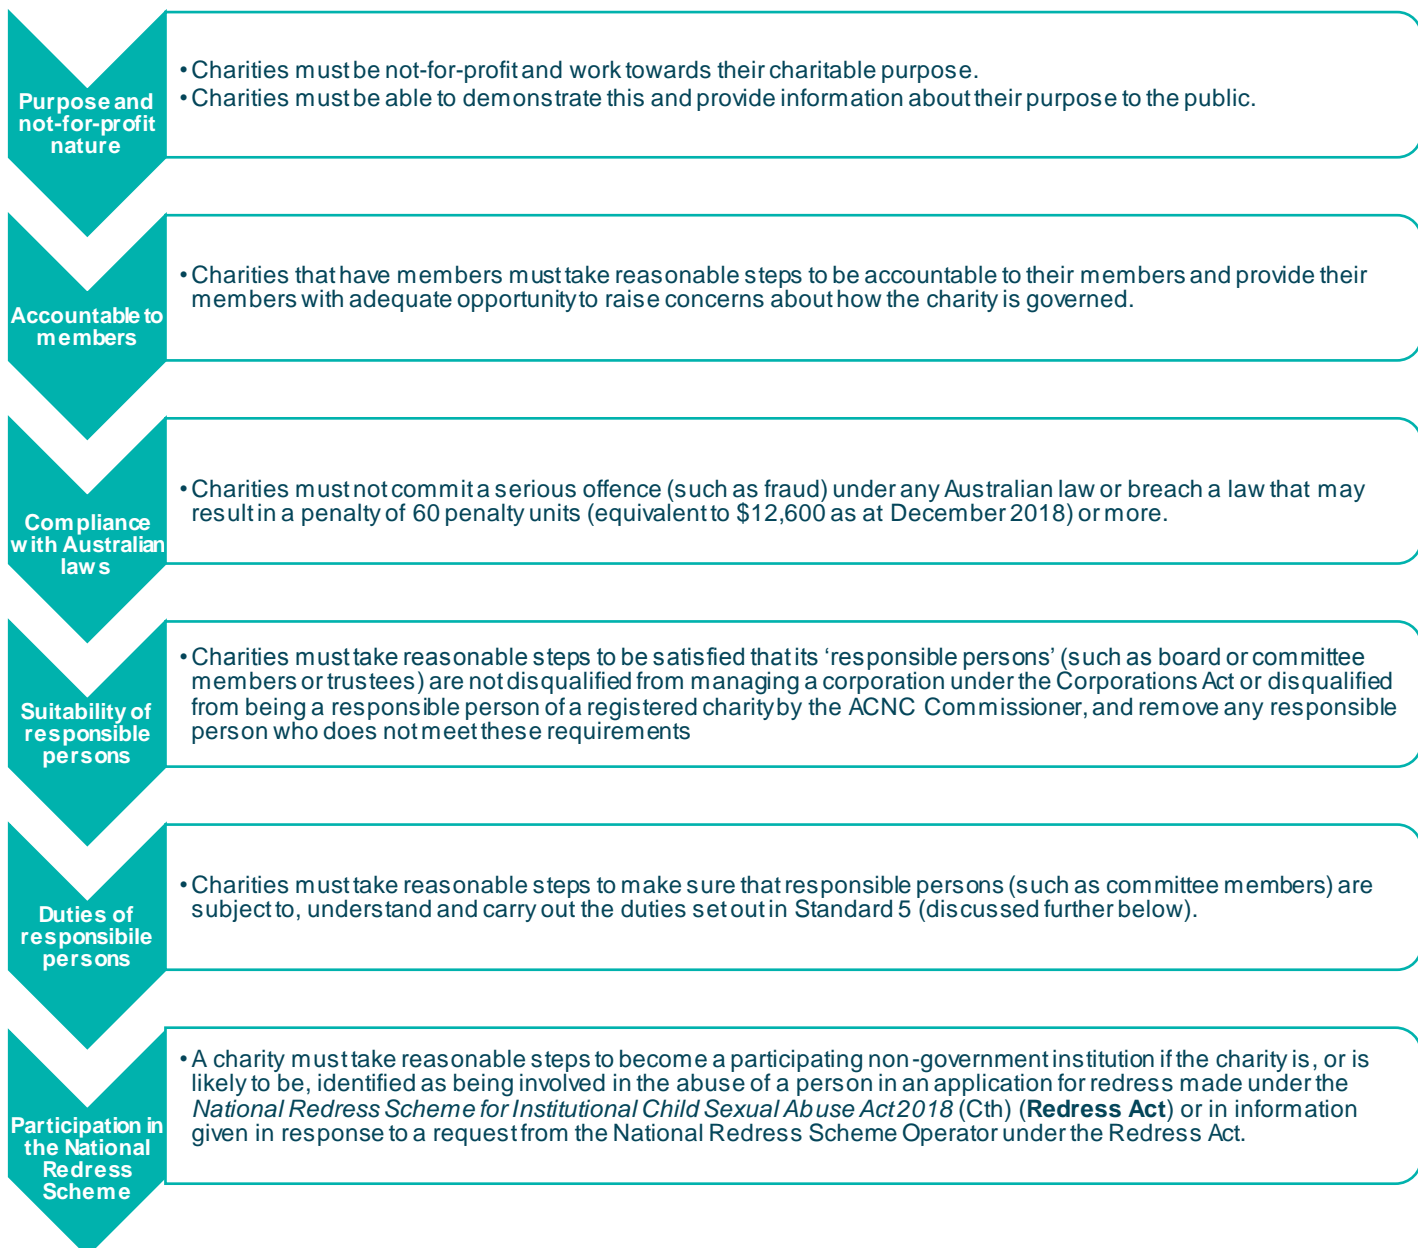 Purpose and
not-for-profit
nature
• Charities must be not-for-profit and work towards their charitable purpose.
• Charities must be able to demonstrate this and provide information about their purpose to the public.
Accountable to
members
• Charities that have members must take reasonable steps to be accountable to their members and provide their
members with adequate opportunity to raise concerns about how the charity is governed.
Compliance
with Australian
laws
• Charities must not commit a serious offence (such as fraud) under any Australian law or breach a law that may
result in a penalty of 60 penalty units (equivalent to $12,600 as at December 2018) or more.
Suitability of
responsible
persons
• Charities must take reasonable steps to be satisfied that its ‘responsible persons’ (such as board or committee
members or trustees) are not disqualified from managing a corporation under the Corporations Act or disqualified
from being a responsible person of a registered charity by the ACNC Commissioner, and remove any responsible
person who does not meet these requirements
Duties of
responsibile
persons
• Charities must take reasonable steps to make sure that responsible persons (such as committee members) are
subject to, understand and carry out the duties set out in Standard 5 (discussed further below).
Participation in
the National
Redress
Scheme
• A charity must take reasonable steps to become a participating non-government institution if the charity is, or is
likely to be, identified as being involved in the abuse of a person in an application for redress made under the
National Redress Scheme for Institutional Child Sexual Abuse Act 2018 (Cth) (Redress Act) or in information
given in response to a request from the National Redress Scheme Operator under the Redress Act.